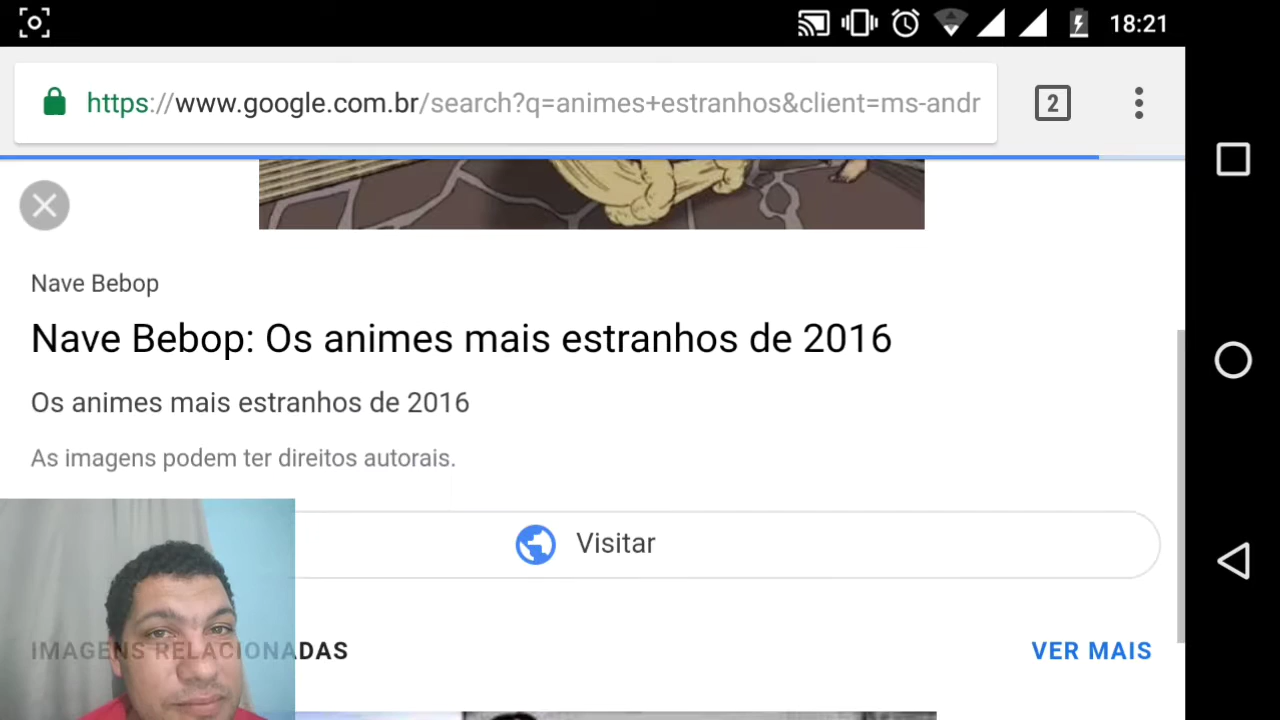 18:21
https://www.google.com.br/search?q=animes+estranhos&client=ms-andr
2
Nave Bebop
Nave Bebop: Os animes mais estranhos de 2016
Os animes mais estranhos de 2016
As imagens podem ter direitos autorais.
Visitar
IMAGENS RELACIONADAS
VER MAIS